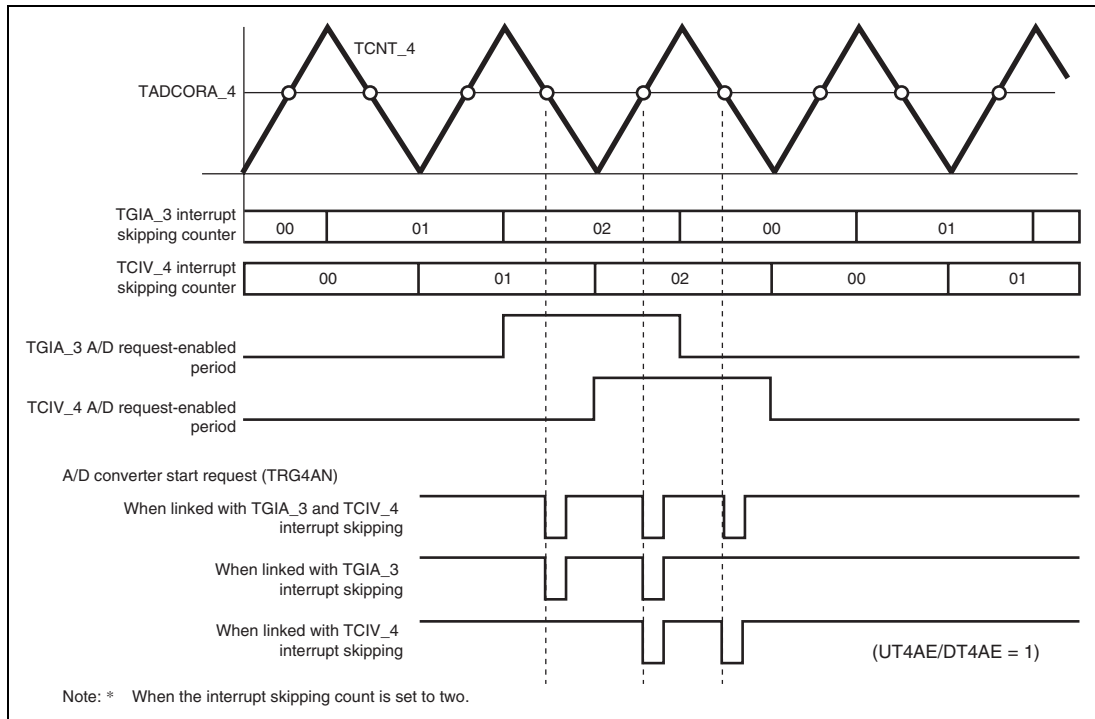 TCNT_4
TADCORA_4
TGIA_3 interrupt
skipping counter
00 01 02 00 01
TCIV_4 interrupt
skipping counter
00 01 02 00 01
TGIA_3 A/D request-enabled
period
TCIV_4 A/D request-enabled
period
A/D converter start request (TRG4AN)
When linked with TGIA_3 and TCIV_4
interrupt skipping
When linked with TGIA_3
interrupt skipping
When linked with TCIV_4
interrupt skipping
(UT4AE/DT4AE = 1)
Note: * When the interrupt skipping count is set to two.